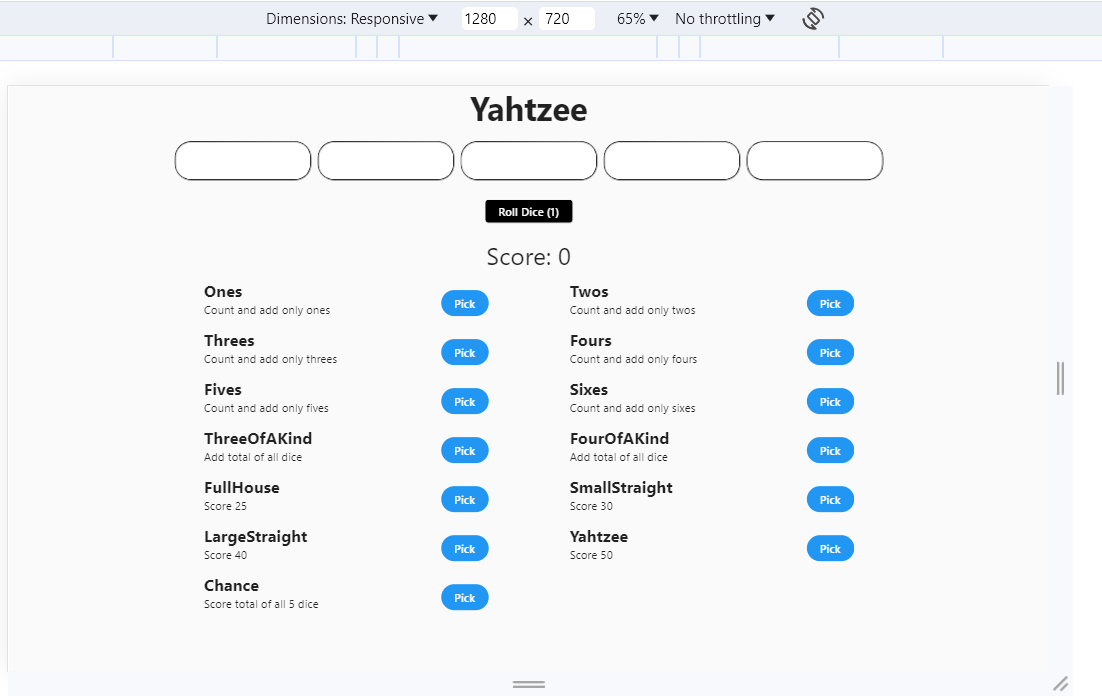 Dimensions: Responsive ▼ 1280 × 720 65% ▼ No throttling ▼
Yahtzee
Roll Dice (1)
Score: 0
Ones
Count and add only ones
Pick
Twos
Count and add only twos
Pick
Threes
Count and add only threes
Pick
Fours
Count and add only fours
Pick
Fives
Count and add only fives
Pick
Sixes
Count and add only sixes
Pick
ThreeOfAKind
Add total of all dice
Pick
FourOfAKind
Add total of all dice
Pick
FullHouse
Score 25
Pick
SmallStraight
Score 30
Pick
LargeStraight
Score 40
Pick
Yahtzee
Score 50
Pick
Chance
Score total of all 5 dice
Pick